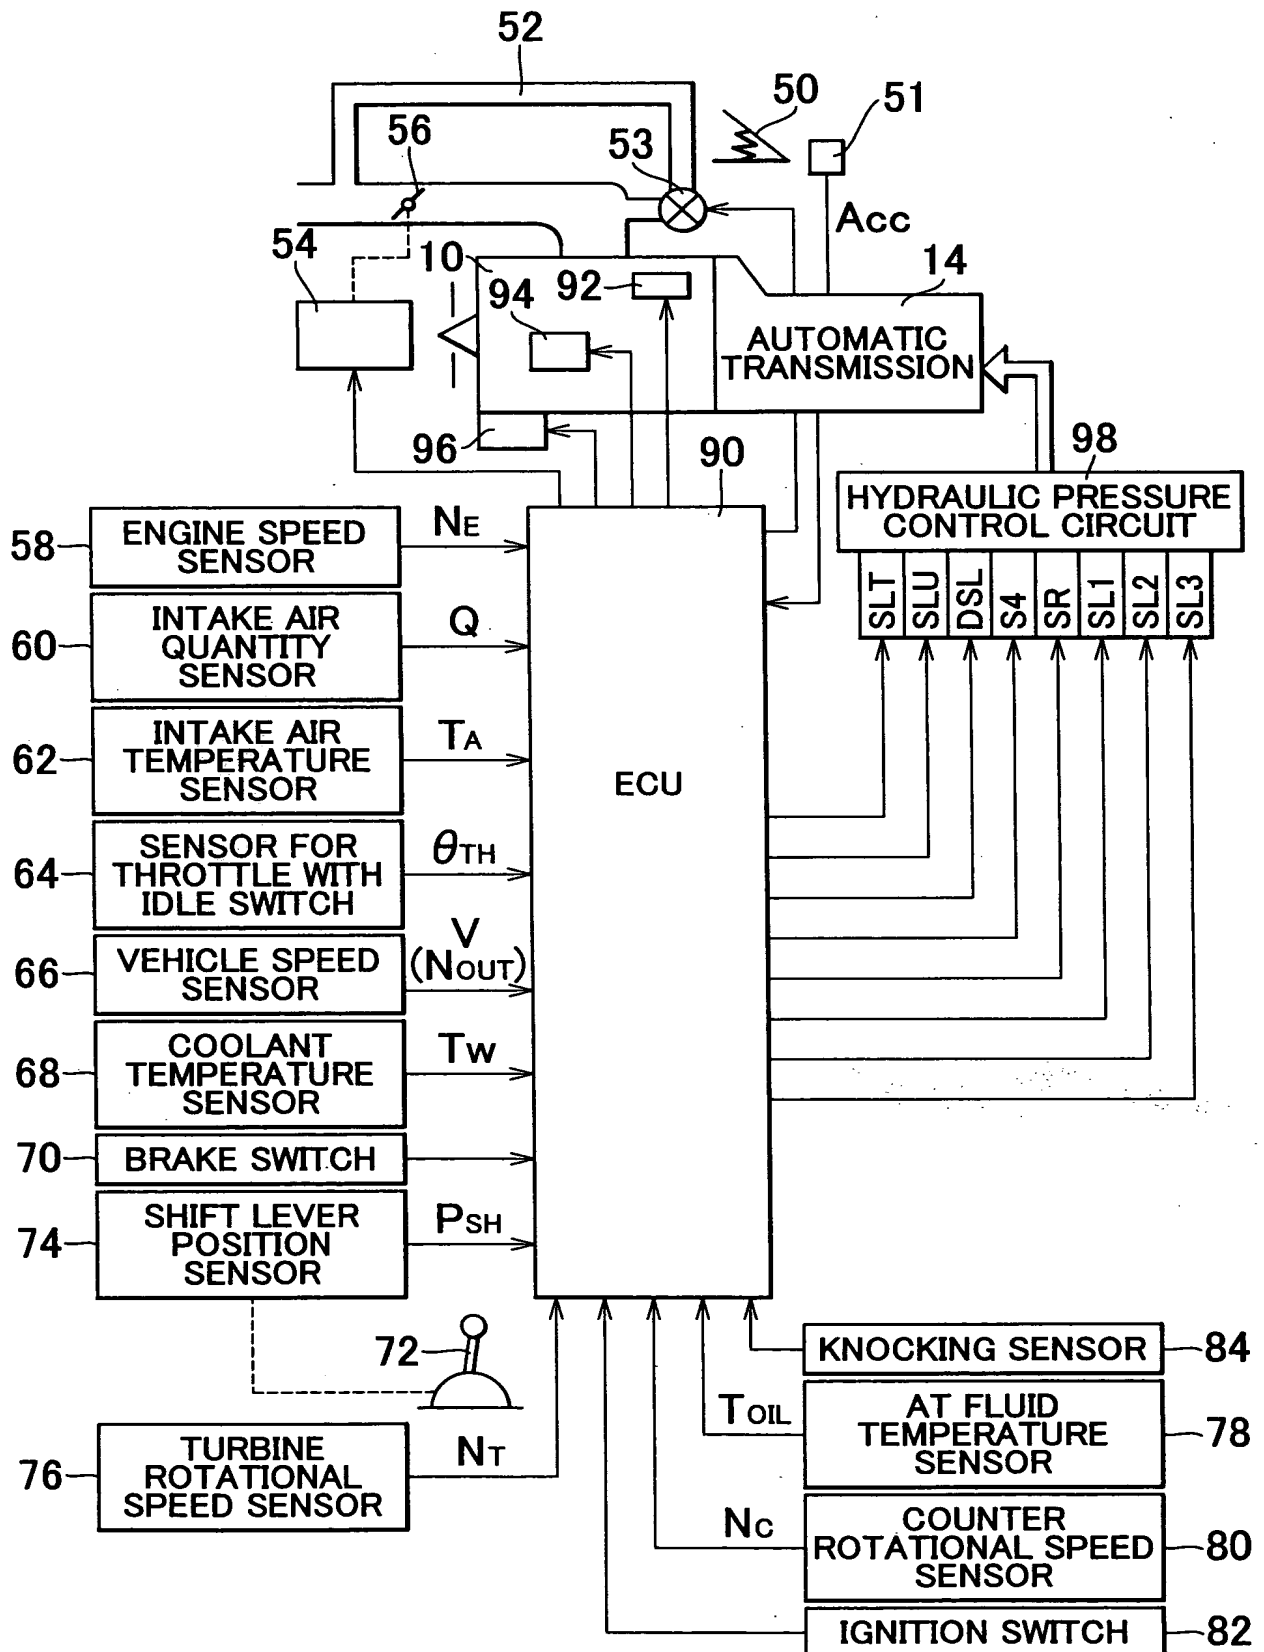 52
50
51
56
53
Acc
54
10
92
14
94
AUTOMATIC
TRANSMISSION
96
90
98
HYDRAULIC PRESSURE
CONTROL CIRCUIT
SLT
SLU
DSL
S4
SR
SL1
SL2
SL3
58
ENGINE SPEED
SENSOR
NE
60
INTAKE AIR
QUANTITY
SENSOR
Q
62
INTAKE AIR
TEMPERATURE
SENSOR
TA
ECU
64
SENSOR FOR
THROTTLE WITH
IDLE SWITCH
θTH
66
VEHICLE SPEED
SENSOR
V
(NOUT)
68
COOLANT
TEMPERATURE
SENSOR
TW
70
BRAKE SWITCH
74
SHIFT LEVER
POSITION
SENSOR
PSH
72
76
TURBINE
ROTATIONAL
SPEED SENSOR
NT
KNOCKING SENSOR
84
TOIL
AT FLUID
TEMPERATURE
SENSOR
78
NC
COUNTER
ROTATIONAL SPEED
SENSOR
80
IGNITION SWITCH
82